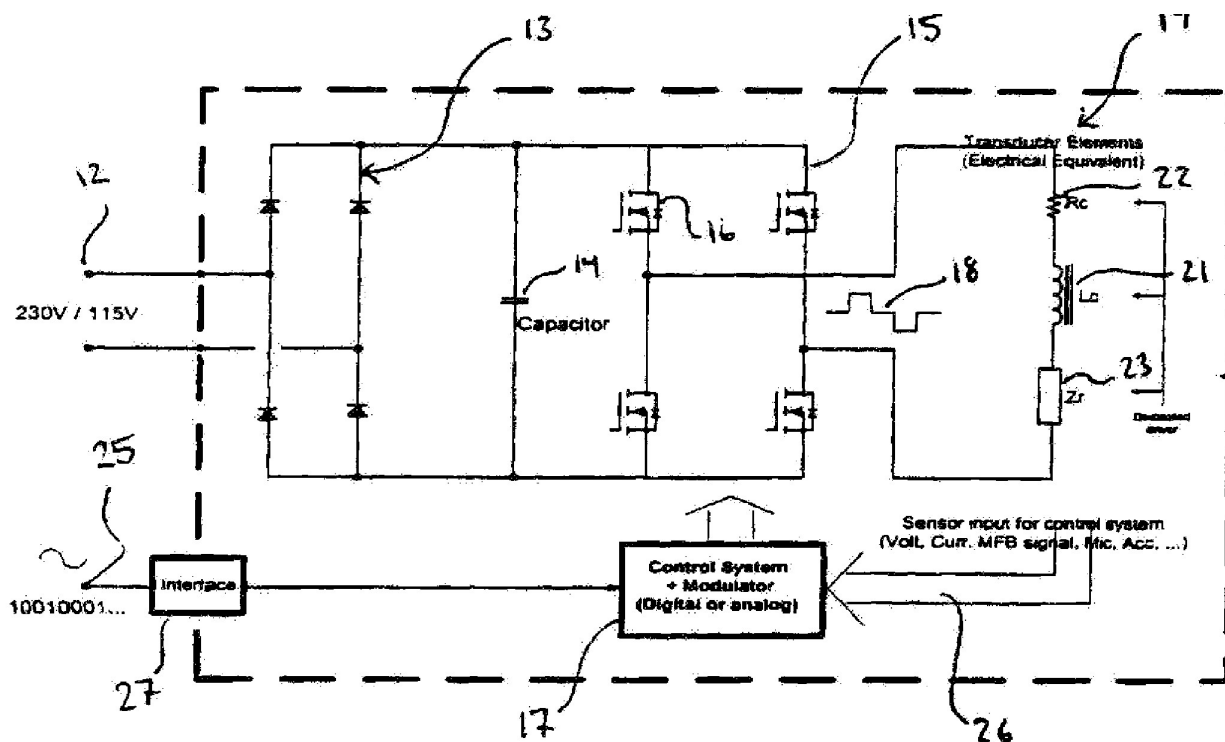 13
15
12
Transducer Elements
(Electrical Equivalent)
22
Rc
16
14
18
21
230V / 115V
Capacitor
23
Zr
25
Sensor input for control system
(Volt, Curr. MFB signal, Mic, Acc, ...)
Interface
Control System
+ Modulator
(Digital or analog)
10010001...
27
17
26